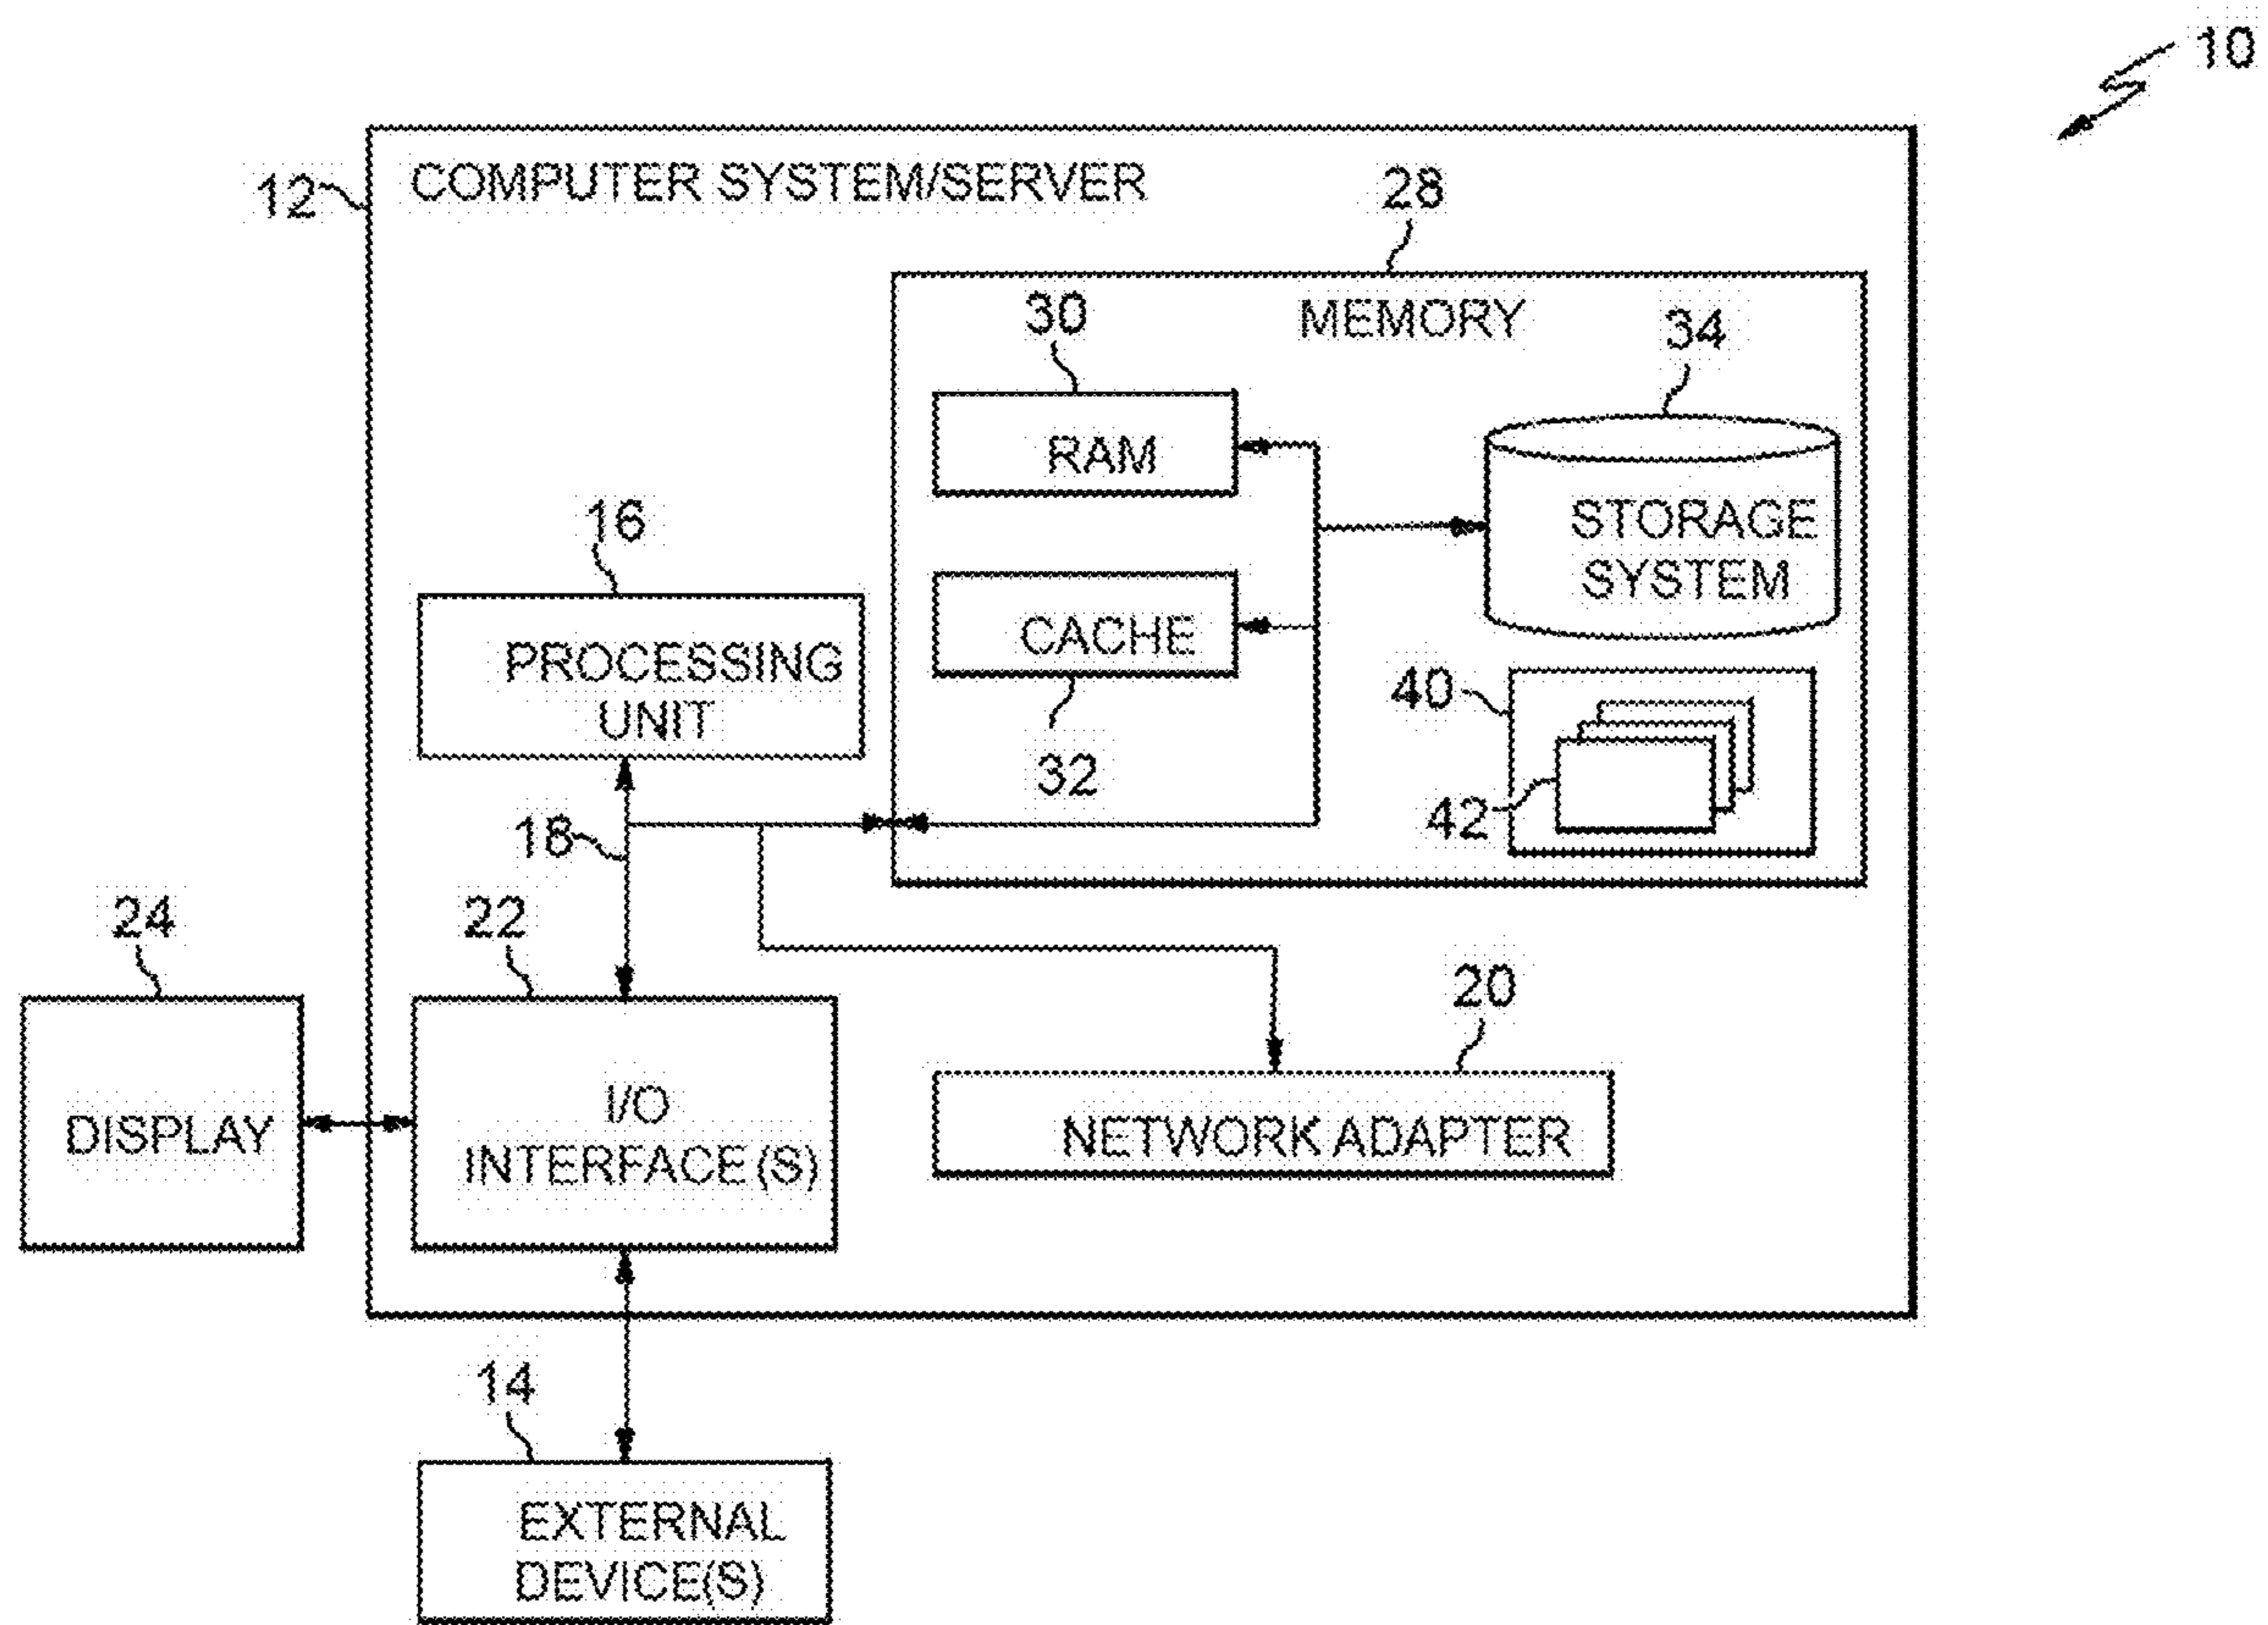 10
12
COMPUTER SYSTEM/SERVER
28
MEMORY
30
34
RAM
STORAGE
SYSTEM
16
PROCESSING
UNIT
CACHE
32
40
42
18
24
22
20
DISPLAY
I/O
INTERFACE(S)
NETWORK ADAPTER
14
EXTERNAL
DEVICE(S)